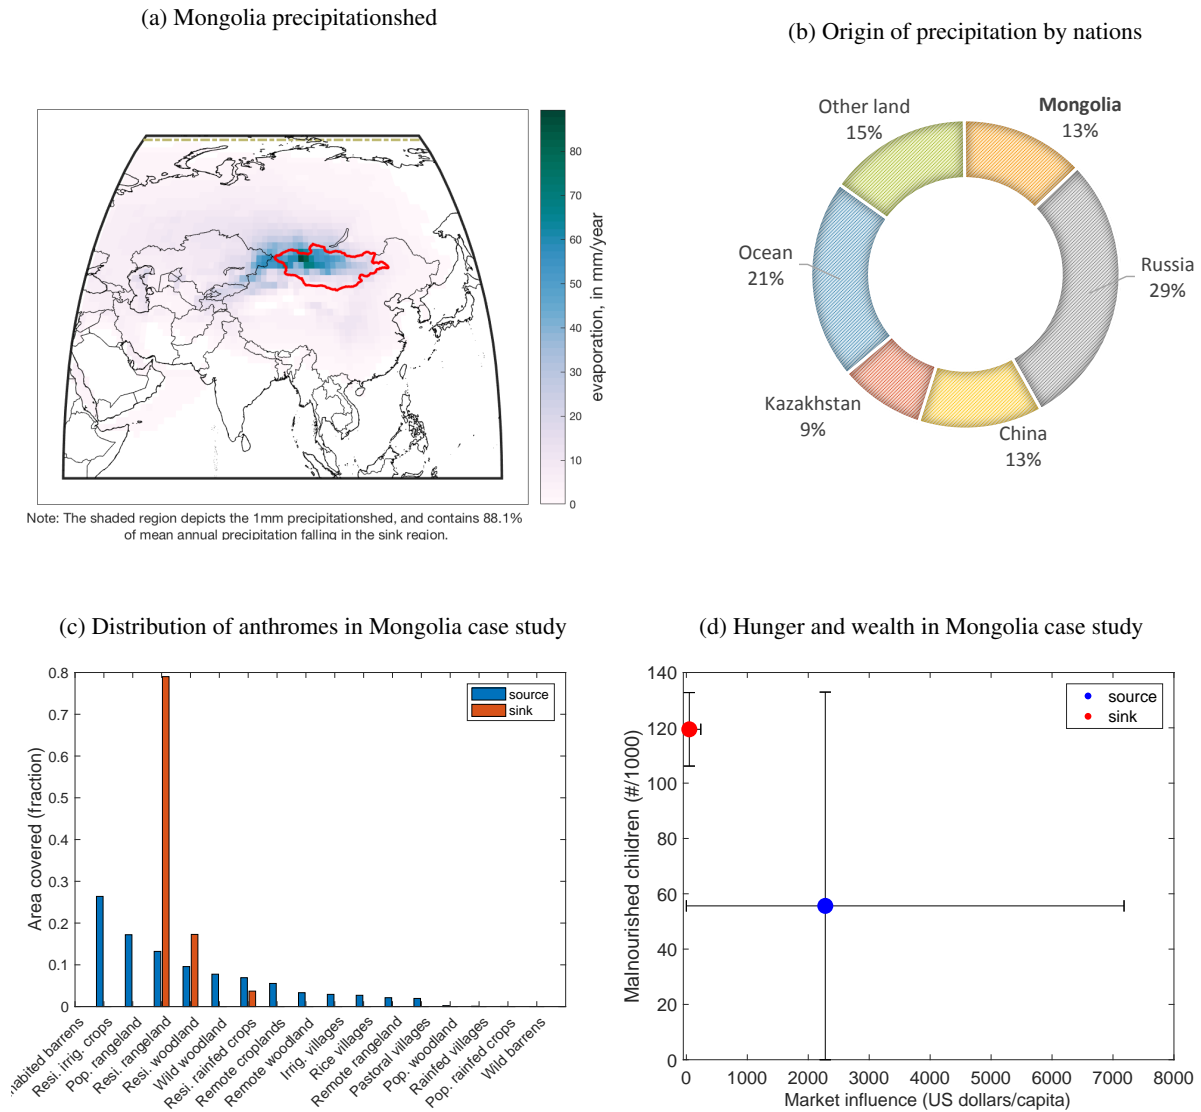 (a) Mongolia precipitationshed
80
70
60
50
40
30
20
10
0
evaporation, in mm/year
Note: The shaded region depicts the 1mm precipitationshed, and contains 88.1%
of mean annual precipitation falling in the sink region.
(b) Origin of precipitation by nations
Other land
15%
Mongolia
13%
Ocean
21%
Russia
29%
Kazakhstan
9%
China
13%
(c) Distribution of anthromes in Mongolia case study
0.8
0.7
0.6
0.5
0.4
0.3
0.2
0.1
0
Area covered (fraction)
source
sink
nhabited barrens
Resi. irrig. crops
Pop. rangeland
Resi. rangeland
Resi. woodland
Wild woodland
Resi. rainfed crops
Remote croplands
Remote woodland
Irrig. villages
Rice villages
Remote rangeland
Pastoral villages
Pop. woodland
Rainfed villages
Pop. rainfed crops
Wild barrens
(d) Hunger and wealth in Mongolia case study
140
120
100
80
60
40
20
0
Malnourished children (#/1000)
source
sink
0 1000 2000 3000 4000 5000 6000 7000 8000
Market influence (US dollars/capita)